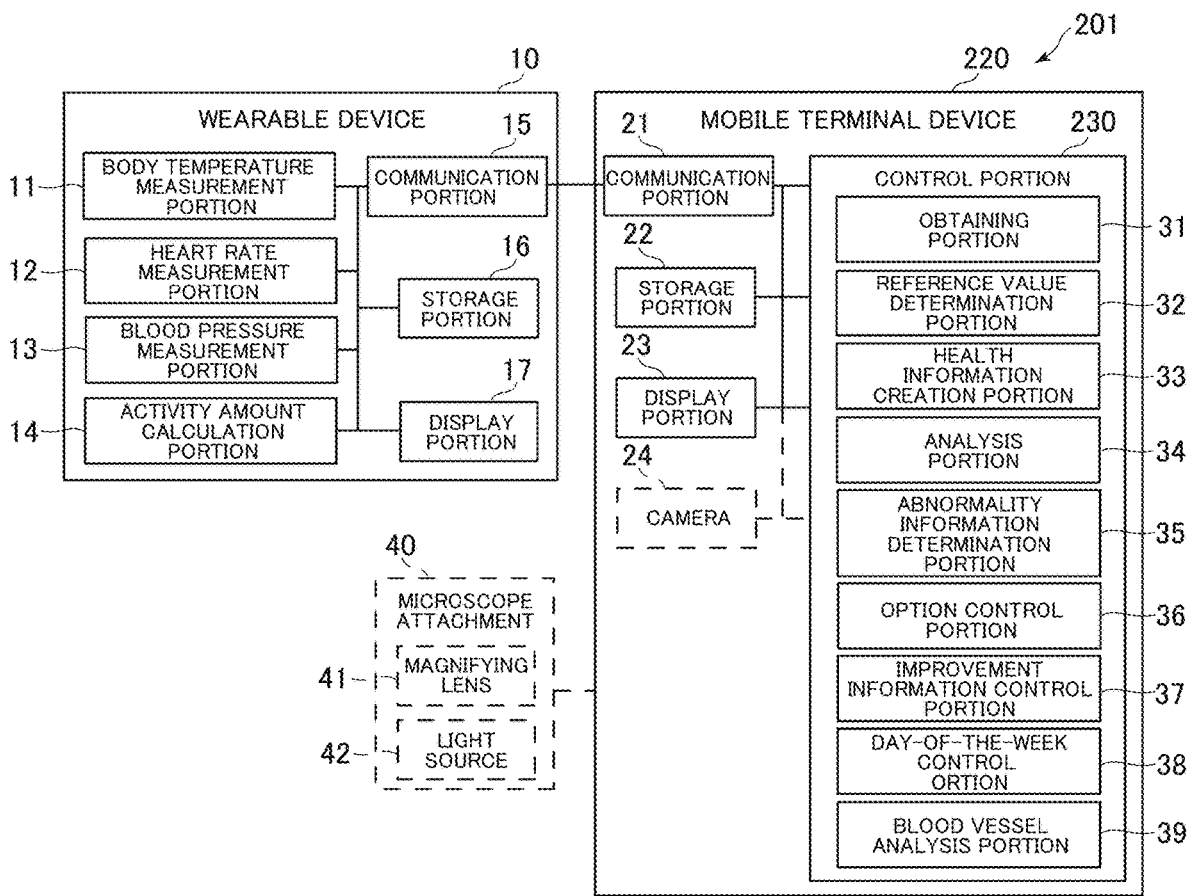 201
10
220
WEARABLE DEVICE
MOBILE TERMINAL DEVICE
15
21
230
11
BODY TEMPERATURE
MEASUREMENT
PORTION
COMMUNICATION
PORTION
COMMUNICATION
PORTION
CONTROL PORTION
OBTAINING
PORTION
31
12
HEART RATE
MEASUREMENT
PORTION
16
STORAGE
PORTION
22
STORAGE
PORTION
REFERENCE VALUE
DETERMINATION
PORTION
32
13
BLOOD PRESSURE
MEASUREMENT
PORTION
HEALTH
INFORMATION
CREATION PORTION
33
14
ACTIVITY AMOUNT
CALCULATION
PORTION
17
DISPLAY
PORTION
23
DISPLAY
PORTION
ANALYSIS
PORTION
34
24
CAMERA
ABNORMALITY
INFORMATION
DETERMINATION
PORTION
35
40
MICROSCOPE
ATTACHMENT
OPTION CONTROL
PORTION
36
41
MAGNIFYING
LENS
IMPROVEMENT
INFORMATION CONTROL
PORTION
37
42
LIGHT
SOURCE
DAY-OF-THE-WEEK
CONTROL
ORTION
38
BLOOD VESSEL
ANALYSIS PORTION
39